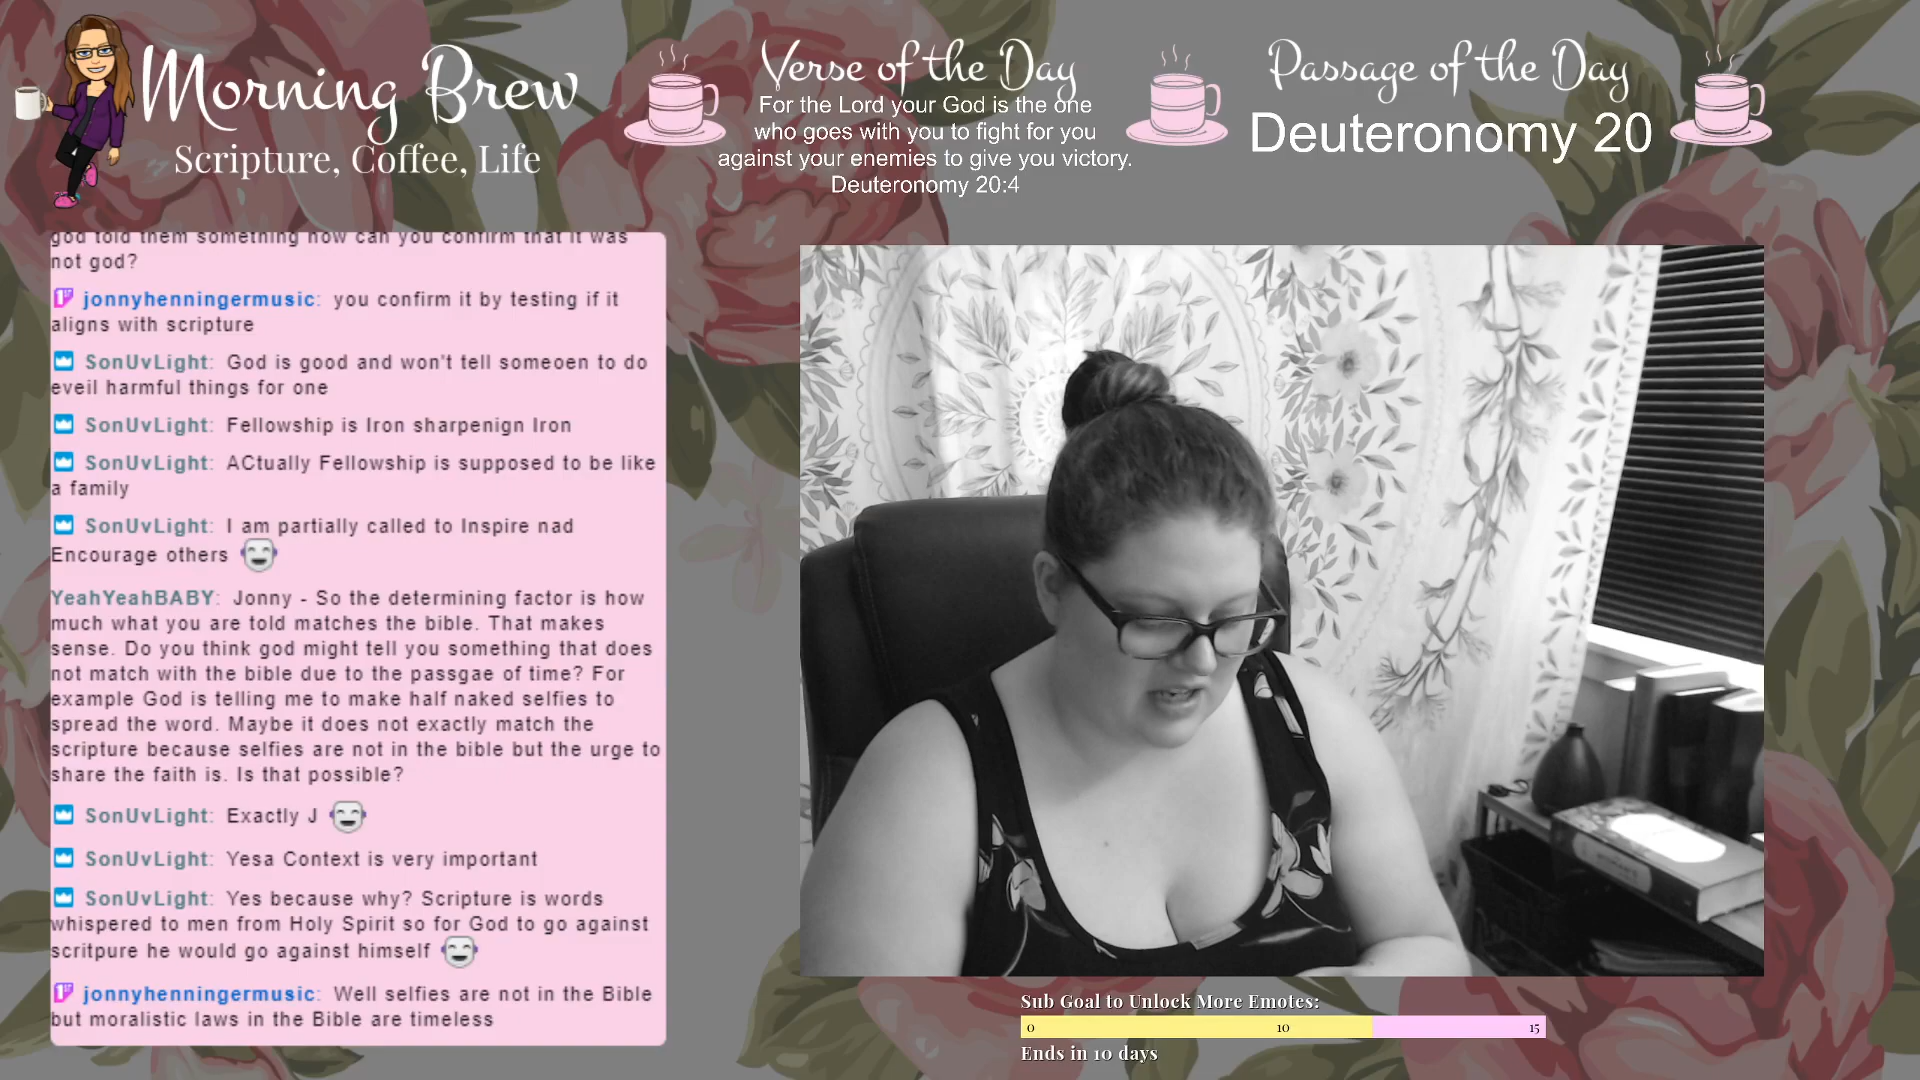 Morning Brew
Scripture, Coffee, Life
Verse of the Day
For the Lord your God is the one
who goes with you to fight for you
against your enemies to give you victory.
Deuteronomy 20:4
Passage of the Day
Deuteronomy 20
god told them something how can you confirm that it was
not god?
jonnyhenningermusic: you confirm it by testing if it
aligns with scripture
SonUvLight: God is good and won't tell someoen to do
eveil harmful things for one
SonUvLight: Fellowship is Iron sharpenign Iron
SonUvLight: ACtually Fellowship is supposed to be like
a family
SonUvLight: I am partially called to Inspire nad
Encourage others
YeahYeahBABY: Jonny - So the determining factor is how
much what you are told matches the bible. That makes
sense. Do you think god might tell you something that does
not match with the bible due to the passgae of time? For
example God is telling me to make half naked selfies to
spread the word. Maybe it does not exactly match the
scripture because selfies are not in the bible but the urge to
share the faith is. Is that possible?
SonUvLight: Exactly J
SonUvLight: Yesa Context is very important
SonUvLight: Yes because why? Scripture is words
whispered to men from Holy Spirit so for God to go against
scritpure he would go against himself
jonnyhenningermusic: Well selfies are not in the Bible
but moralistic laws in the Bible are timeless
Sub Goal to Unlock More Emotes:
0 10 15
Ends in 10 days